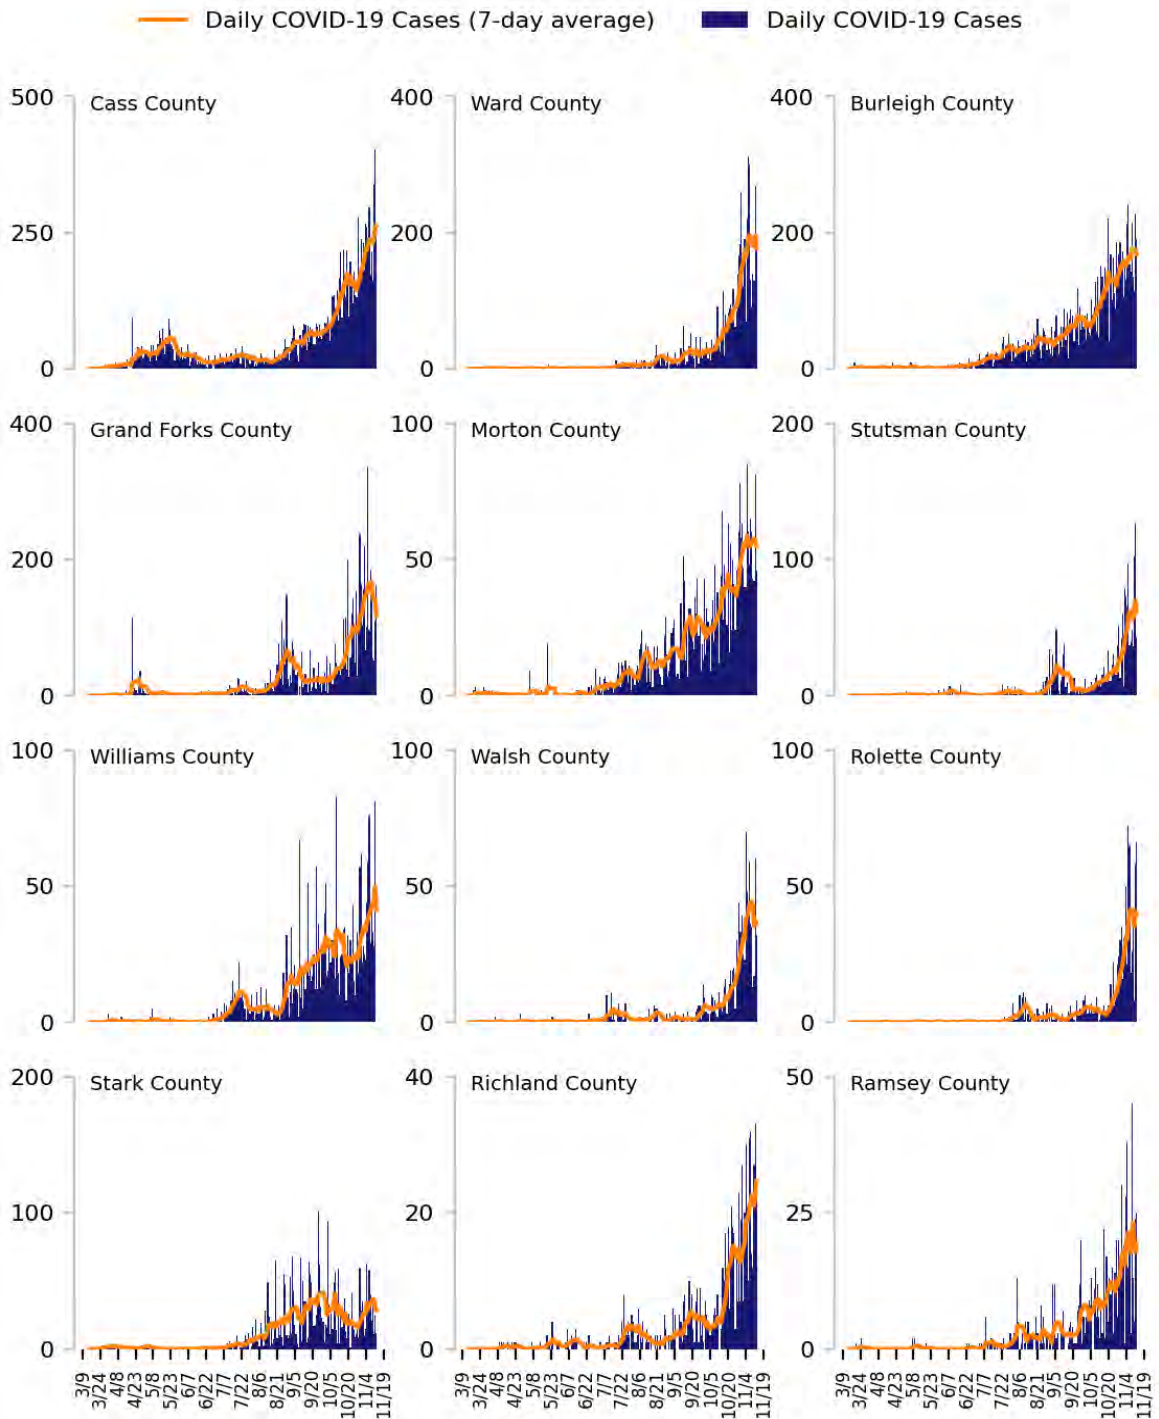 Daily COVID-19 Cases (7-day average) Daily COVID-19 Cases
500 Cass County 400 Ward County 400 Burleigh County
250 200 200
0 0 0
400 Grand Forks County 100 Morton County 200 Stutsman County
200 50 100
0 0 0
100 Williams County 100 Walsh County 100 Rolette County
50 50 50
0 0 0
200 Stark County 40 Richland County 50 Ramsey County
100 20 25
0 0 0
3/9 3/24 4/8 4/23 5/8 5/23 6/7 6/22 7/7 7/22 8/6 8/21 9/5 9/20 10/5 10/20 11/4 11/19 3/9 3/24 4/8 4/23 5/8 5/23 6/7 6/22 7/7 7/22 8/6 8/21 9/5 9/20 10/5 10/20 11/4 11/19 3/9 3/24 4/8 4/23 5/8 5/23 6/7 6/22 7/7 7/22 8/6 8/21 9/5 9/20 10/5 10/20 11/4 11/19